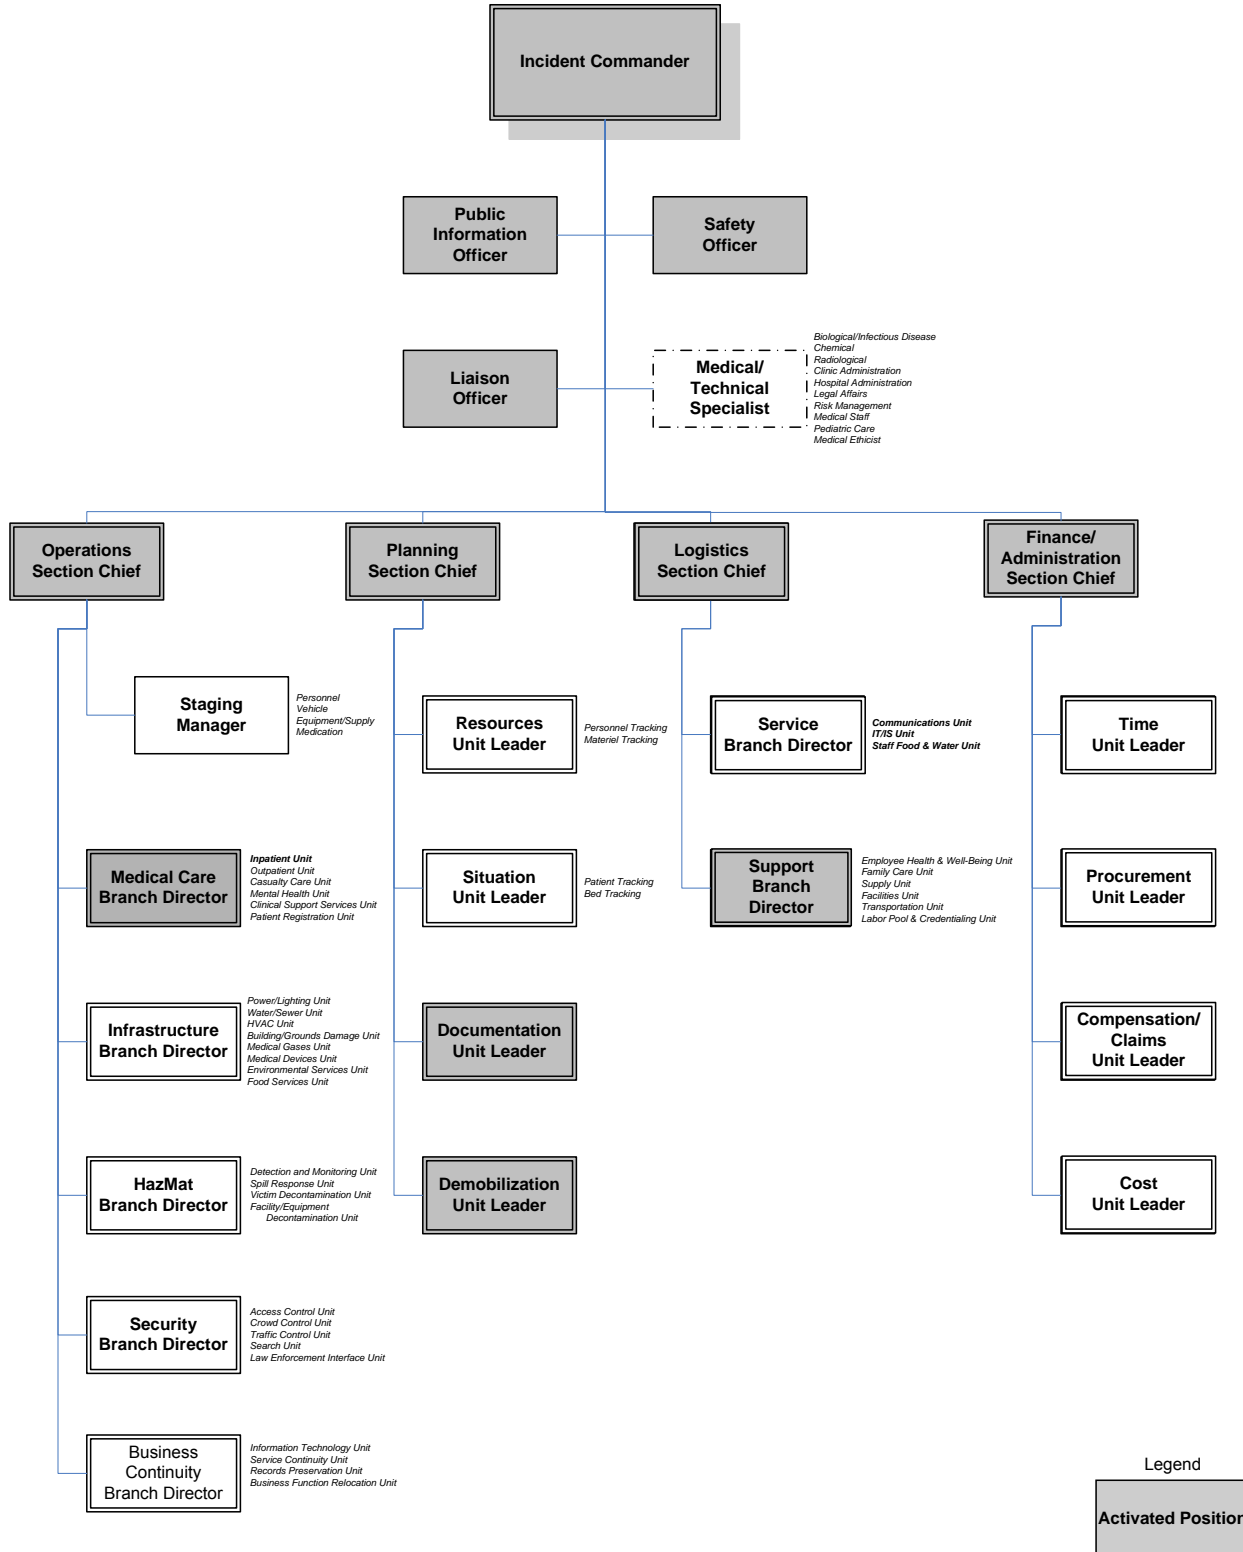 Incident Commander
Public
Information
Officer
Safety
Officer
Liaison
Officer
Medical/
Technical
Specialist
Biological/Infectious Disease
Chemical
Radiological
Clinic Administration
Hospital Administration
Legal Affairs
Risk Management
Medical Staff
Pediatric Care
Medical Ethicist
Operations
Section Chief
Planning
Section Chief
Logistics
Section Chief
Finance/
Administration
Section Chief
Staging
Manager
Personnel
Vehicle
Equipment/Supply
Medication
Resources
Unit Leader
Personnel Tracking
Materiel Tracking
Service
Branch Director
Communications Unit
IT/IS Unit
Staff Food & Water Unit
Time
Unit Leader
Medical Care
Branch Director
Inpatient Unit
Outpatient Unit
Casualty Care Unit
Mental Health Unit
Clinical Support Services Unit
Patient Registration Unit
Situation
Unit Leader
Patient Tracking
Bed Tracking
Support
Branch
Director
Employee Health & Well-Being Unit
Family Care Unit
Supply Unit
Facilities Unit
Transportation Unit
Labor Pool & Credentialing Unit
Procurement
Unit Leader
Infrastructure
Branch Director
Power/Lighting Unit
Water/Sewer Unit
HVAC Unit
Building/Grounds Damage Unit
Medical Gases Unit
Medical Devices Unit
Environmental Services Unit
Food Services Unit
Documentation
Unit Leader
Compensation/
Claims
Unit Leader
HazMat
Branch Director
Detection and Monitoring Unit
Spill Response Unit
Victim Decontamination Unit
Facility/Equipment
Decontamination Unit
Demobilization
Unit Leader
Cost
Unit Leader
Security
Branch Director
Access Control Unit
Crowd Control Unit
Traffic Control Unit
Search Unit
Law Enforcement Interface Unit
Business
Continuity
Branch Director
Information Technology Unit
Service Continuity Unit
Records Preservation Unit
Business Function Relocation Unit
Legend
Activated Position